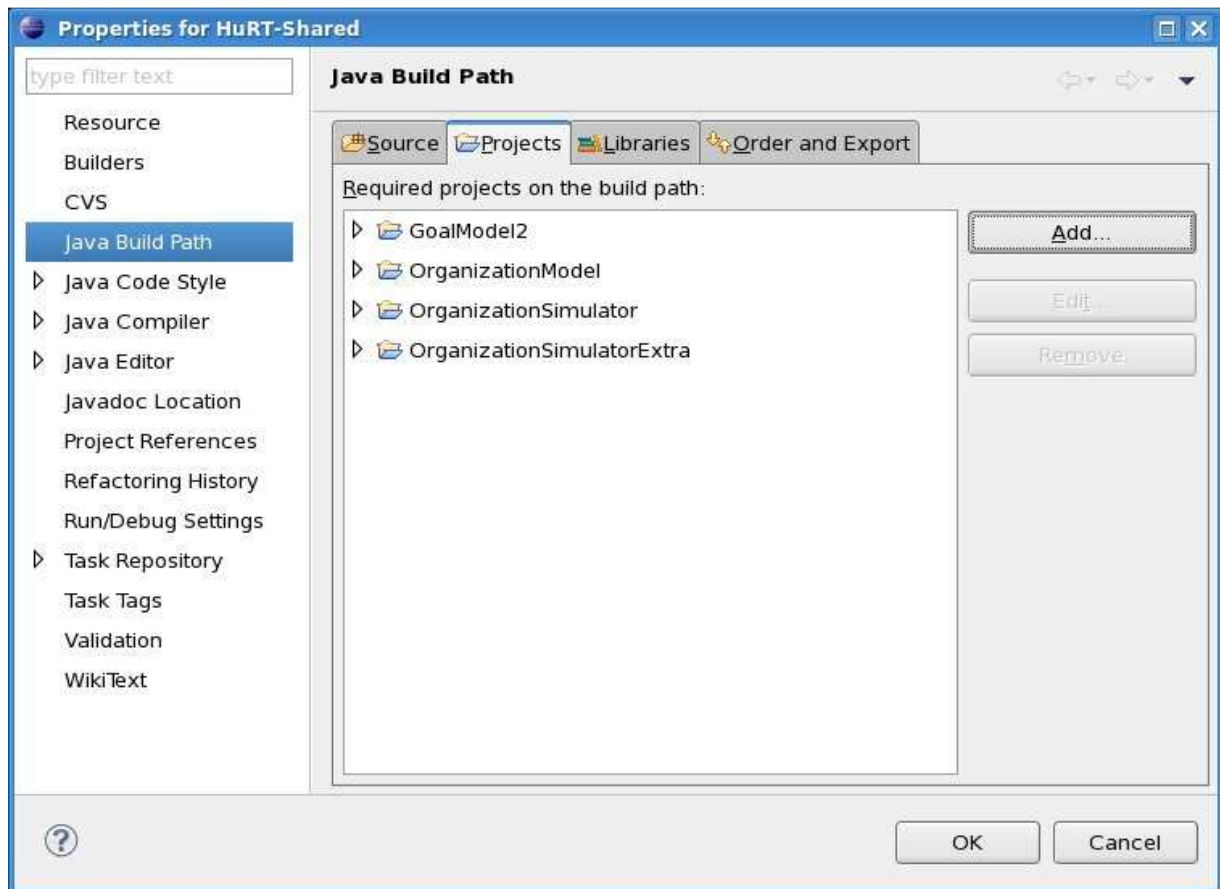 Properties for HuRT-Shared
type filter text
Resource
Builders
CVS
Java Build Path
Java Code Style
Java Compiler
Java Editor
Javadoc Location
Project References
Refactoring History
Run/Debug Settings
Task Repository
Task Tags
Validation
WikiText
Java Build Path
Source Projects Libraries Order and Export
Required projects on the build path:
GoalModel2
OrganizationModel
OrganizationSimulator
OrganizationSimulatorExtra
Add...
Edit...
Remove
OK Cancel